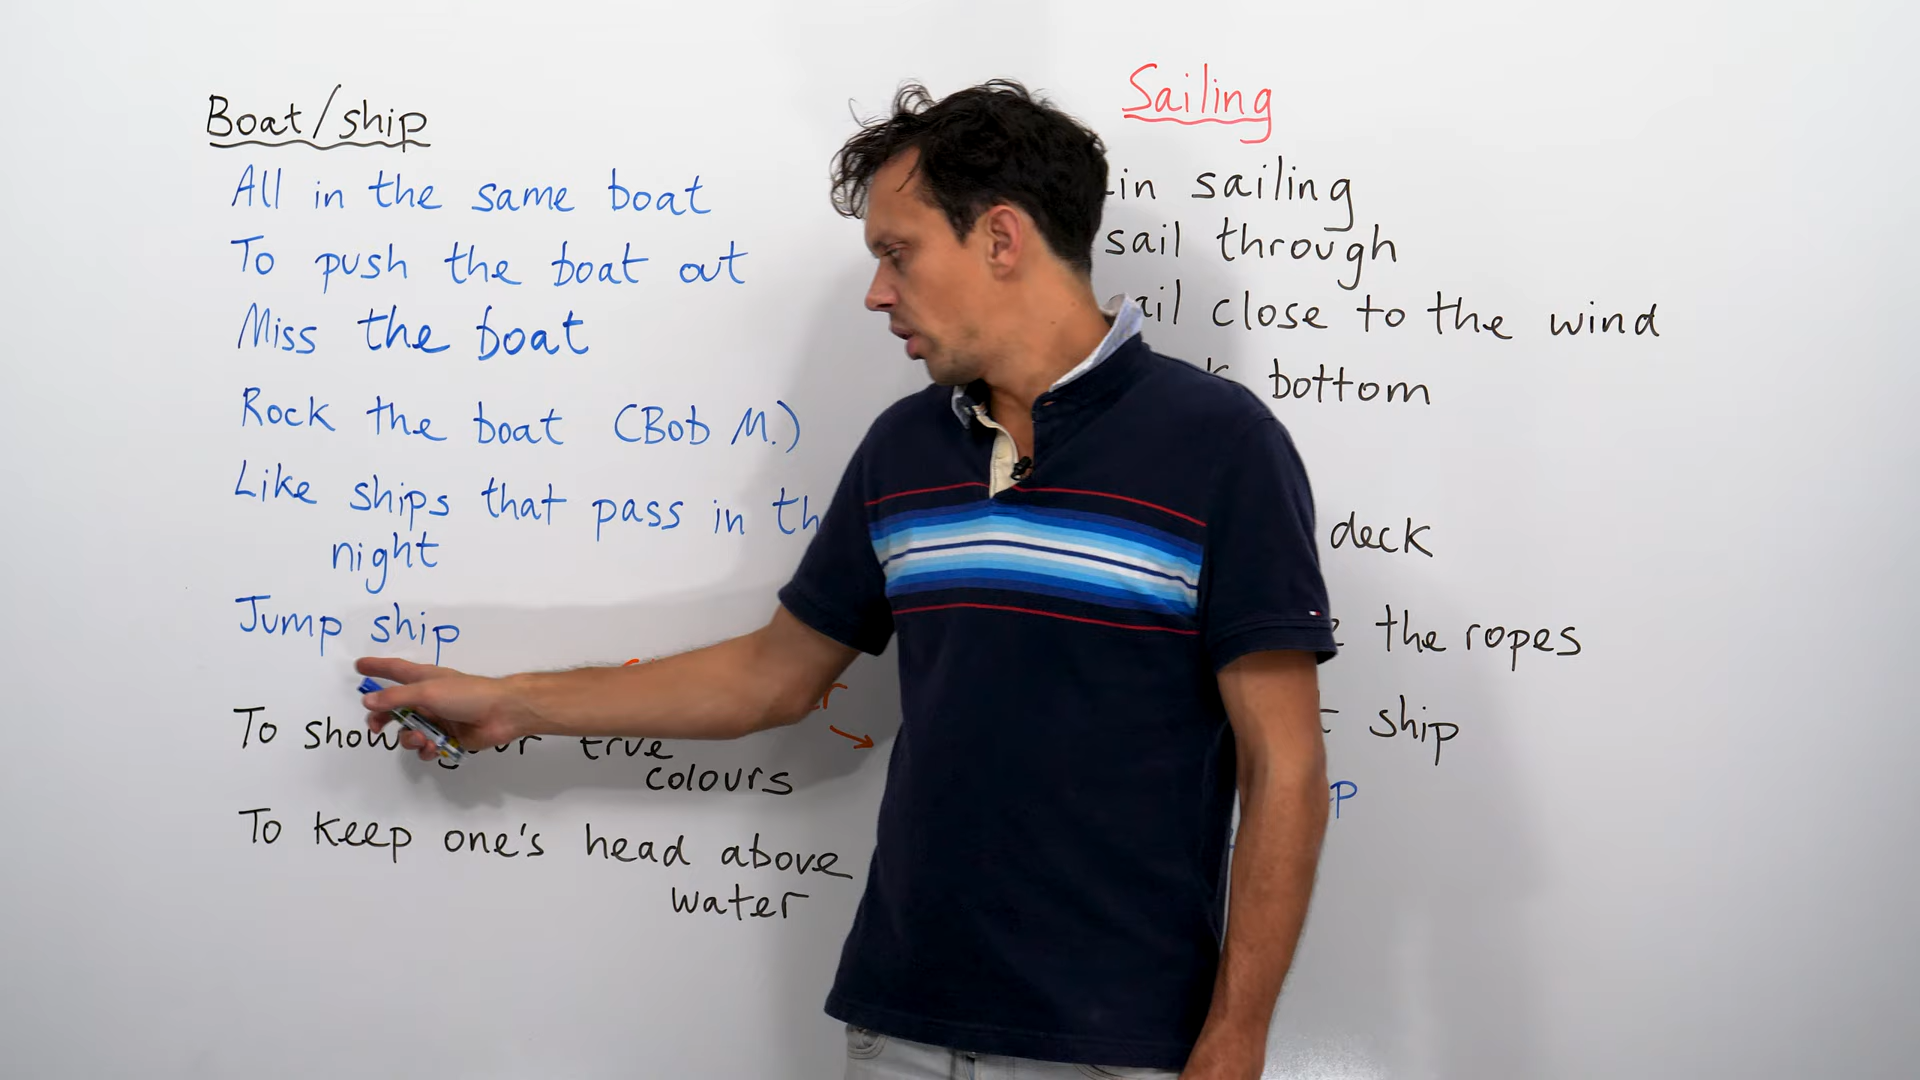 Boat/ship
All in the same boat
To push the boat out
Miss the boat
Rock the boat (Bob M.)
Like ships that pass in
night
Jump ship
To show true
colours
To keep one's head above
water
Sailing
sailing
sail through
close to the wind
bottom
deck
the ropes
ship